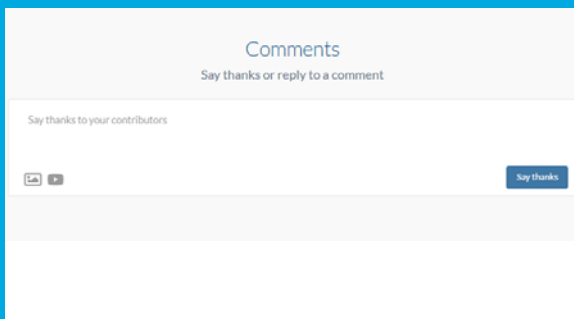 Comments
Say thanks or reply to a comment
Say thanks to your contributors
Say thanks